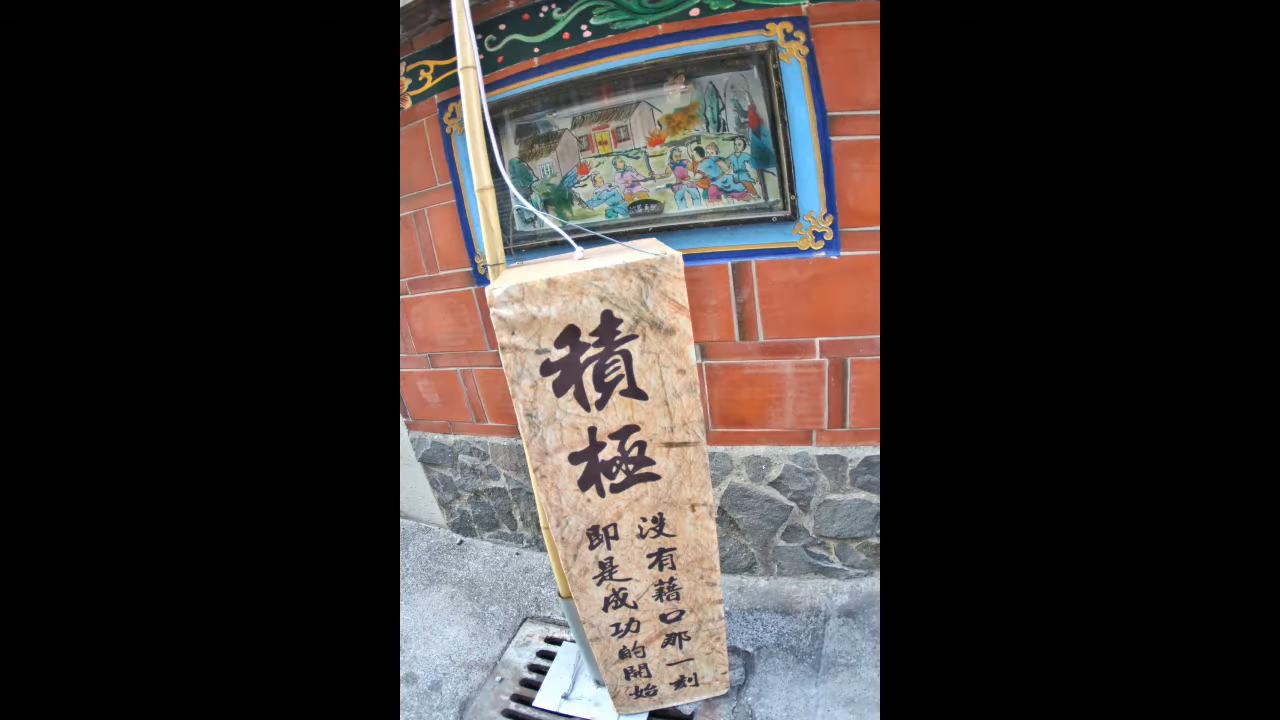 積極
沒有藉口那一刻
即是成功的開始